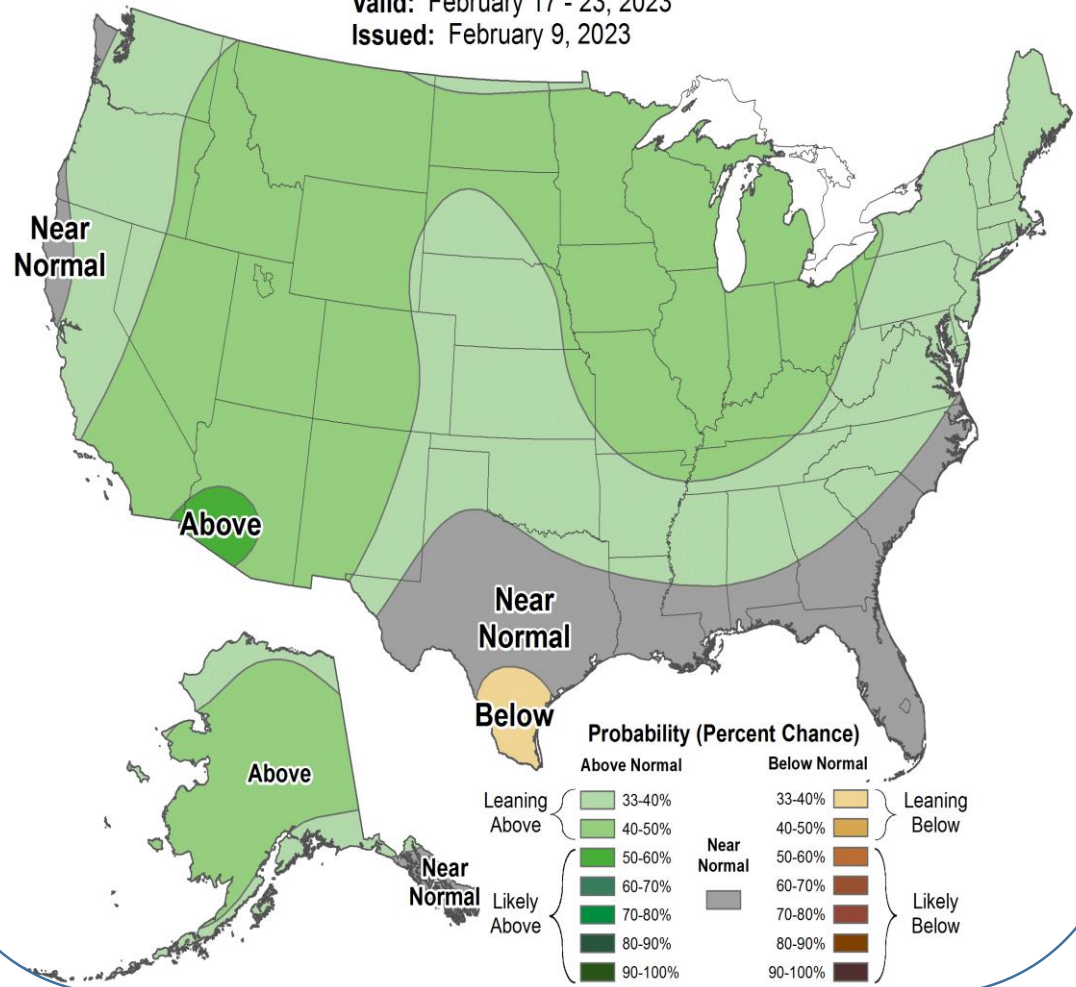 Valid: February 17 - 23, 2023
Issued: February 9, 2023
Near
Normal
Above
Near
Normal
Below
Above
Near
Normal
Probability (Percent Chance)
Above Normal
Below Normal
Leaning
Above
33-40%
40-50%
Likely
Above
50-60%
60-70%
70-80%
80-90%
90-100%
Near
Normal
33-40%
40-50%
Leaning
Below
50-60%
60-70%
70-80%
80-90%
90-100%
Likely
Below